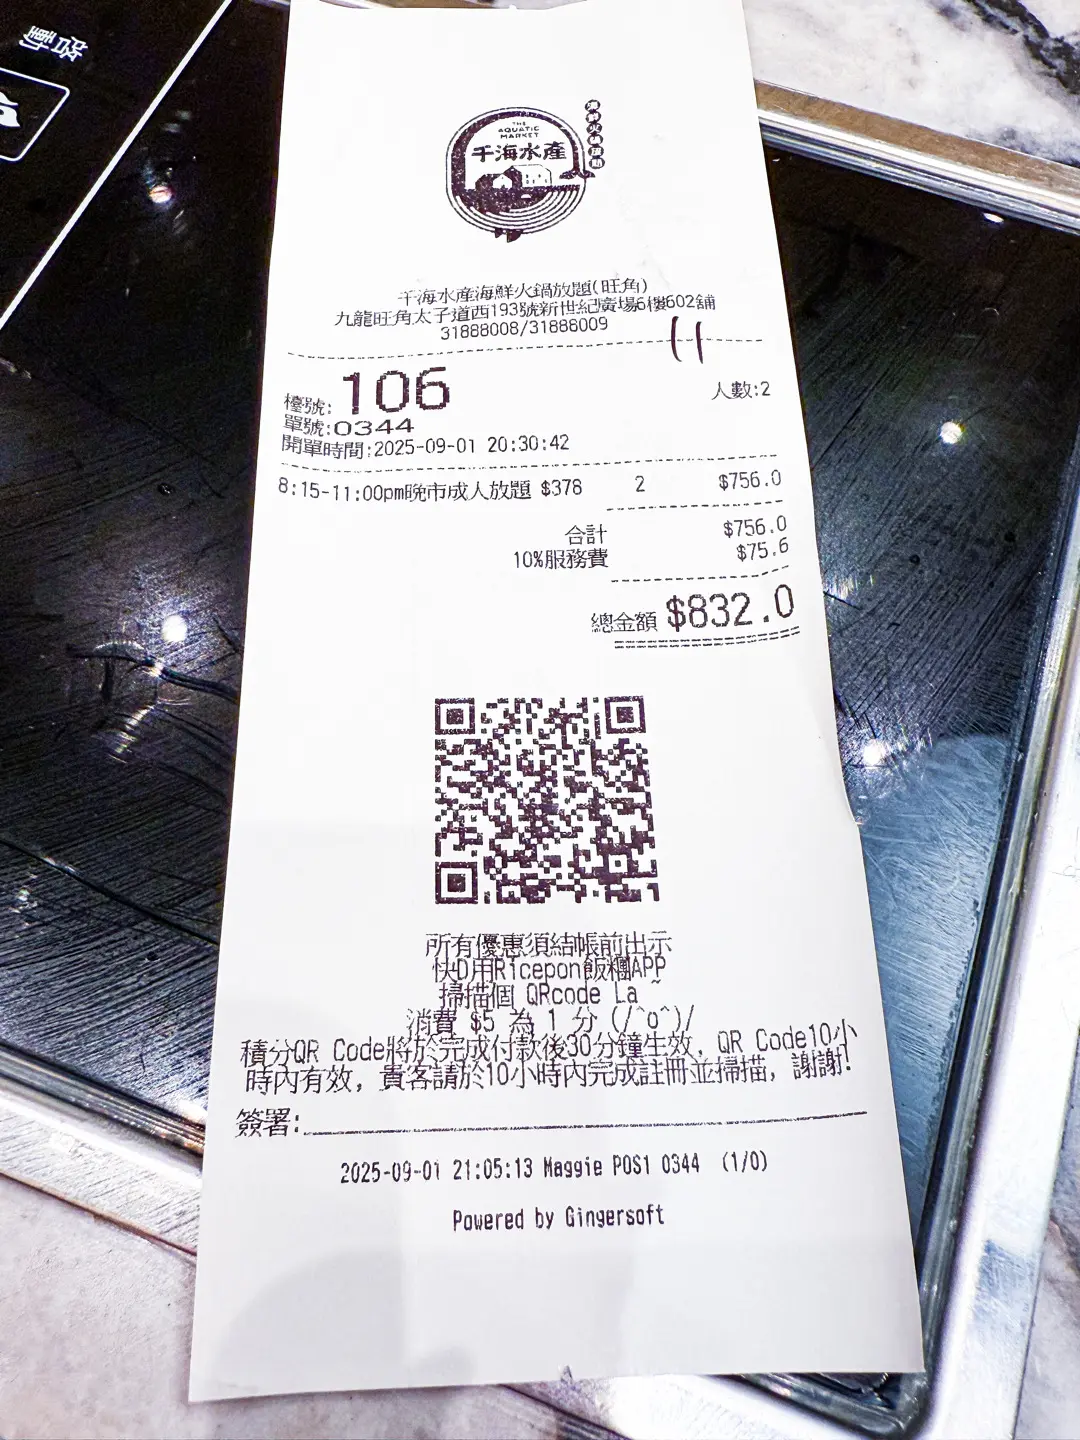 啓動
THE
AQUATIC
MARKET
千海水產
海鮮火鍋放題
千海水產海鮮火鍋放題(旺角)
九龍旺角太子道西193號新世紀廣場6樓602舖
31888008/31886009
11
檯號: 106 人數:2
單號:0344
開單時間:2025-09-01 20:30:42
8:15-11:00pm晚市成人放題 $378 2 $756.0
合計 $756.0
10%服務費 $75.6
總金額 $832.0
所有優惠須結帳前出示
快D用Ricepon飯糰APP
掃描個 QRcode La ~
消費 $5 為 1 分 (/^o^)/
積分QR Code將於完成付款後30分鐘生效, QR Code10小
時內有效, 貴客請於10小時內完成註冊並掃描, 謝謝!
簽署:
2025-09-01 21:05:13 Maggie POS1 0344 (1/0)
Powered by Gingersoft